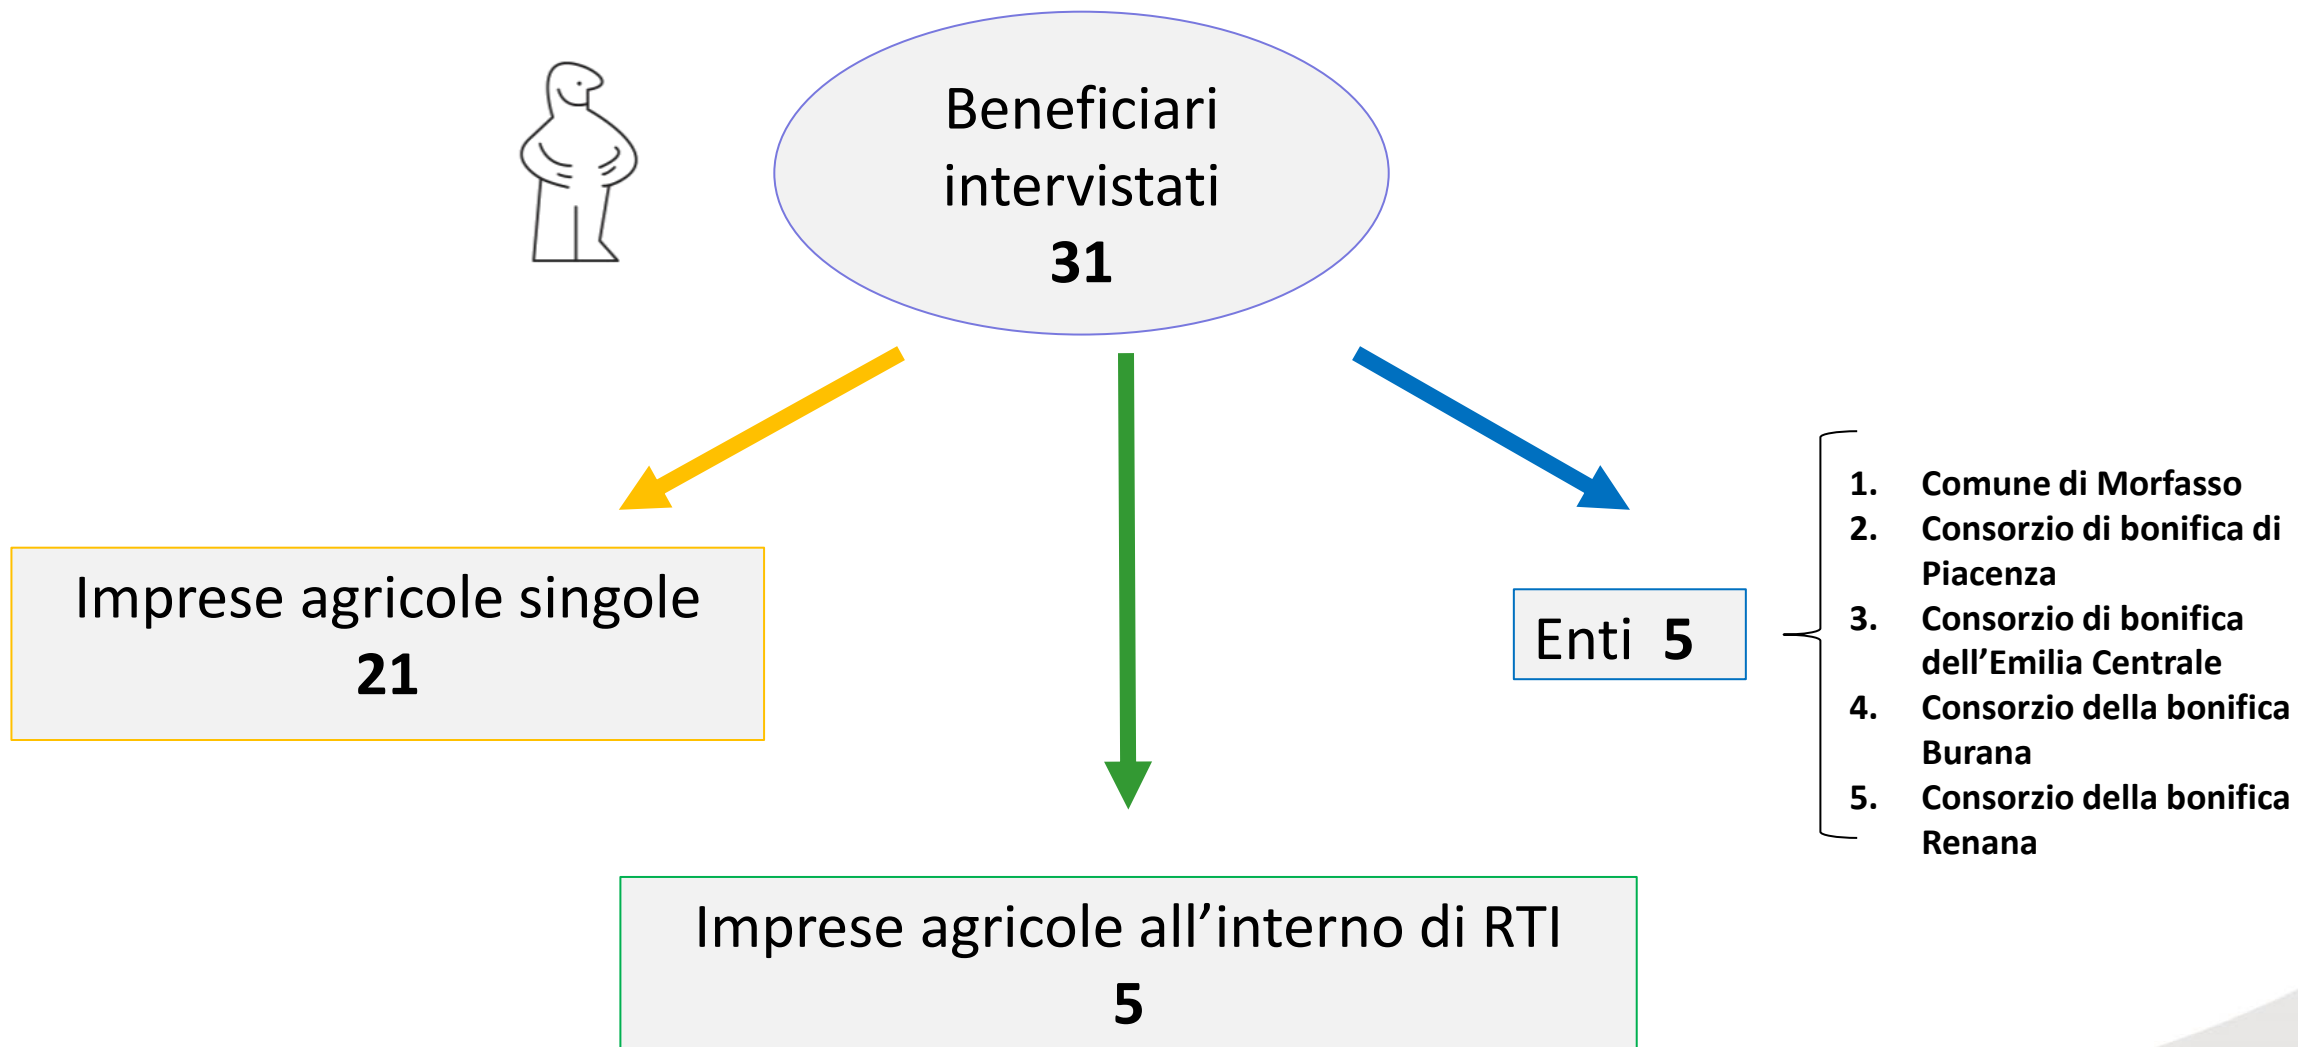 Beneficiari
intervistati
31
Imprese agricole singole
21
Imprese agricole all’interno di RTI
5
Enti 5
1. Comune di Morfasso
2. Consorzio di bonifica di
Piacenza
3. Consorzio di bonifica
dell’Emilia Centrale
4. Consorzio della bonifica
Burana
5. Consorzio della bonifica
Renana